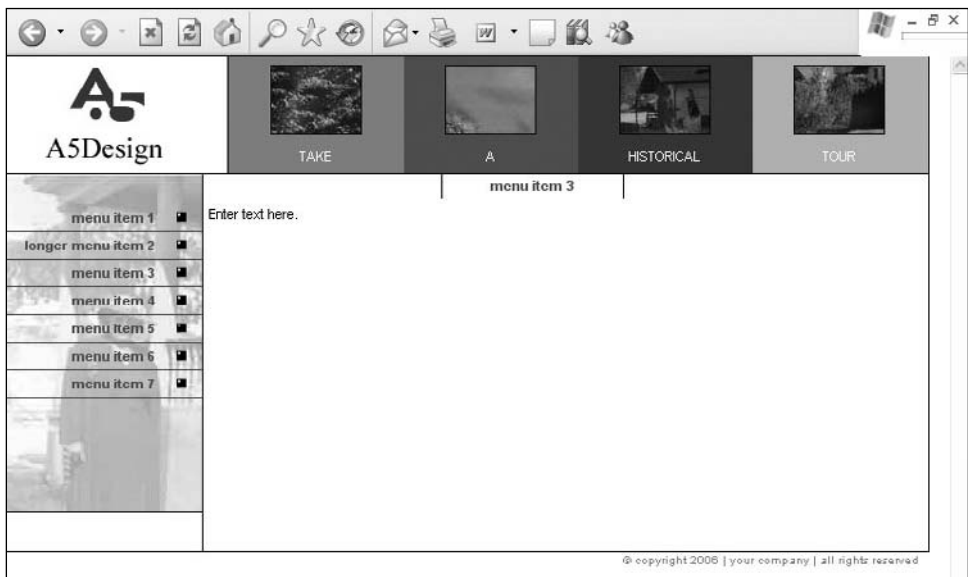 A5Design
TAKE
A
HISTORICAL
TOUR
menu item 3
menu item 1
longer menu item 2
menu item 3
menu item 4
menu item 5
menu item 6
menu item 7
Enter text here.
© copyright 2006 | your company | all rights reserved